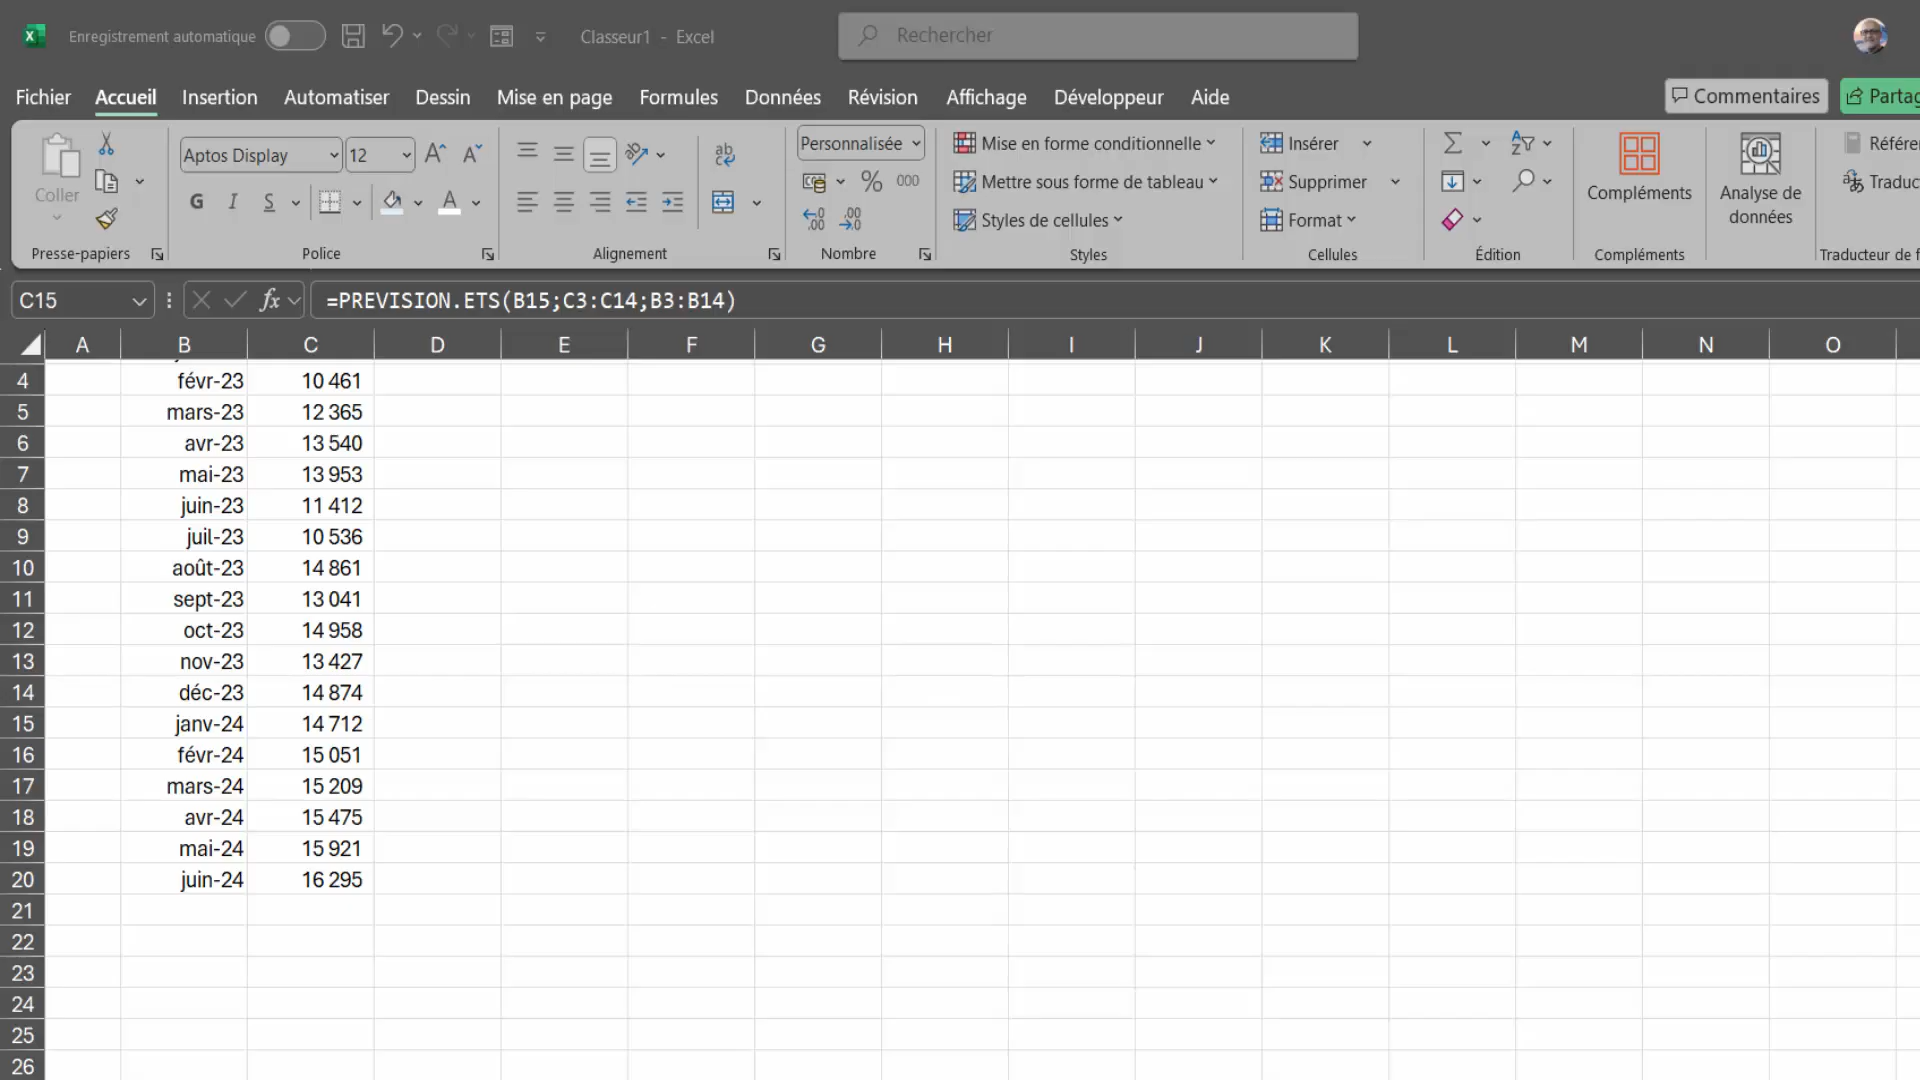 Enregistrement automatique
Classeur1 - Excel
Rechercher
Fichier Accueil Insertion Automatiser Dessin Mise en page Formules Données Révision Affichage Développeur Aide
Commentaires
Coller
Presse-papiers
Aptos Display 12
G I S
Police
ab
Alignement
Personnalisée
% 000
Nombre
Mise en forme conditionnelle
Mettre sous forme de tableau
Styles de cellules
Styles
Insérer
Supprimer
Format
Cellules
Édition
Compléments
Compléments
Analyse de
données
Traducteur de
C15 fx =PREVISION.ETS(B15;C3:C14;B3:B14)
A B C D E F G H I J K L M N O
4 févr-23 10 461
5 mars-23 12 365
6 avr-23 13 540
7 mai-23 13 953
8 juin-23 11 412
9 juil-23 10 536
10 août-23 14 861
11 sept-23 13 041
12 oct-23 14 958
13 nov-23 13 427
14 déc-23 14 874
15 janv-24 14 712
16 févr-24 15 051
17 mars-24 15 209
18 avr-24 15 475
19 mai-24 15 921
20 juin-24 16 295
21
22
23
24
25
26